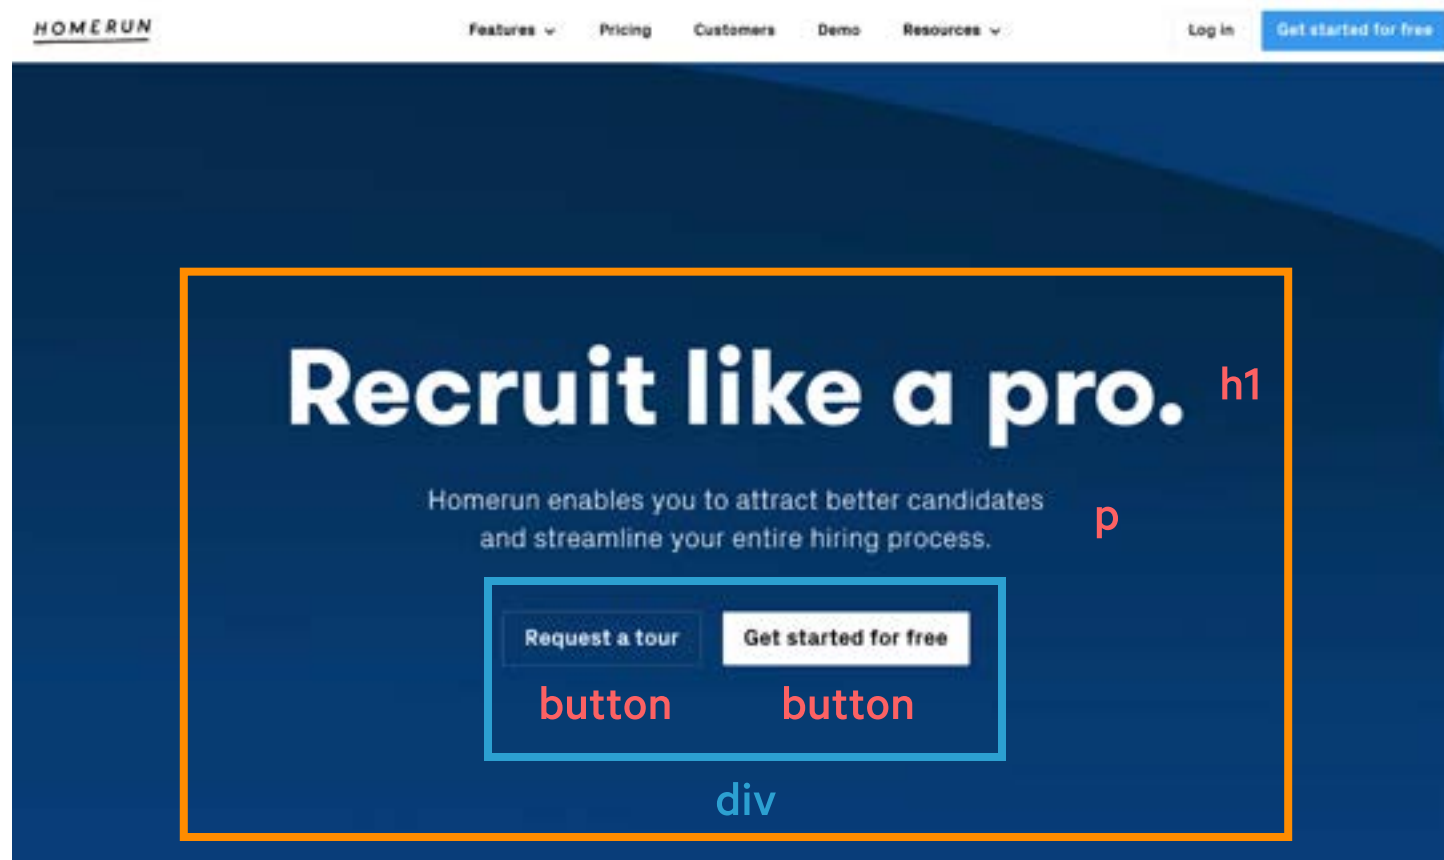 HOMERUN
Features Pricing Customers Demo Resources Log in Get started for free
Recruit like a pro. h1
Homerun enables you to attract better candidates
and streamline your entire hiring process.
p
Request a tour Get started for free
button button
div